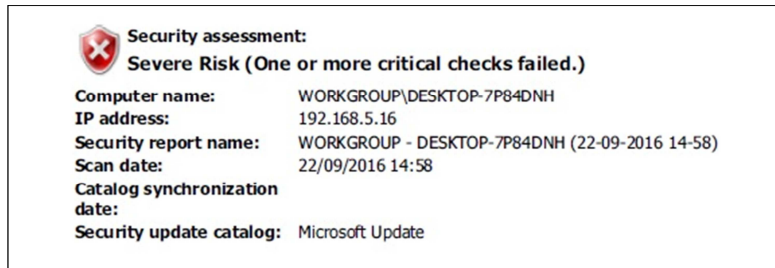 Security assessment:
Severe Risk (One or more critical checks failed.)
Computer name: WORKGROUP\DESKTOP-7P84DNH
IP address: 192.168.5.16
Security report name: WORKGROUP - DESKTOP-7P84DNH (22-09-2016 14-58)
Scan date: 22/09/2016 14:58
Catalog synchronization
date:
Security update catalog: Microsoft Update